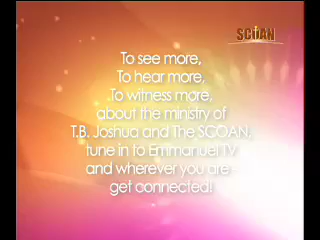 SCOAN
To see more,
To hear more,
To witness more,
about the ministry of
T.B. Joshua and The SCOAN,
tune in to Emmanuel TV
and wherever you are -
get connected!